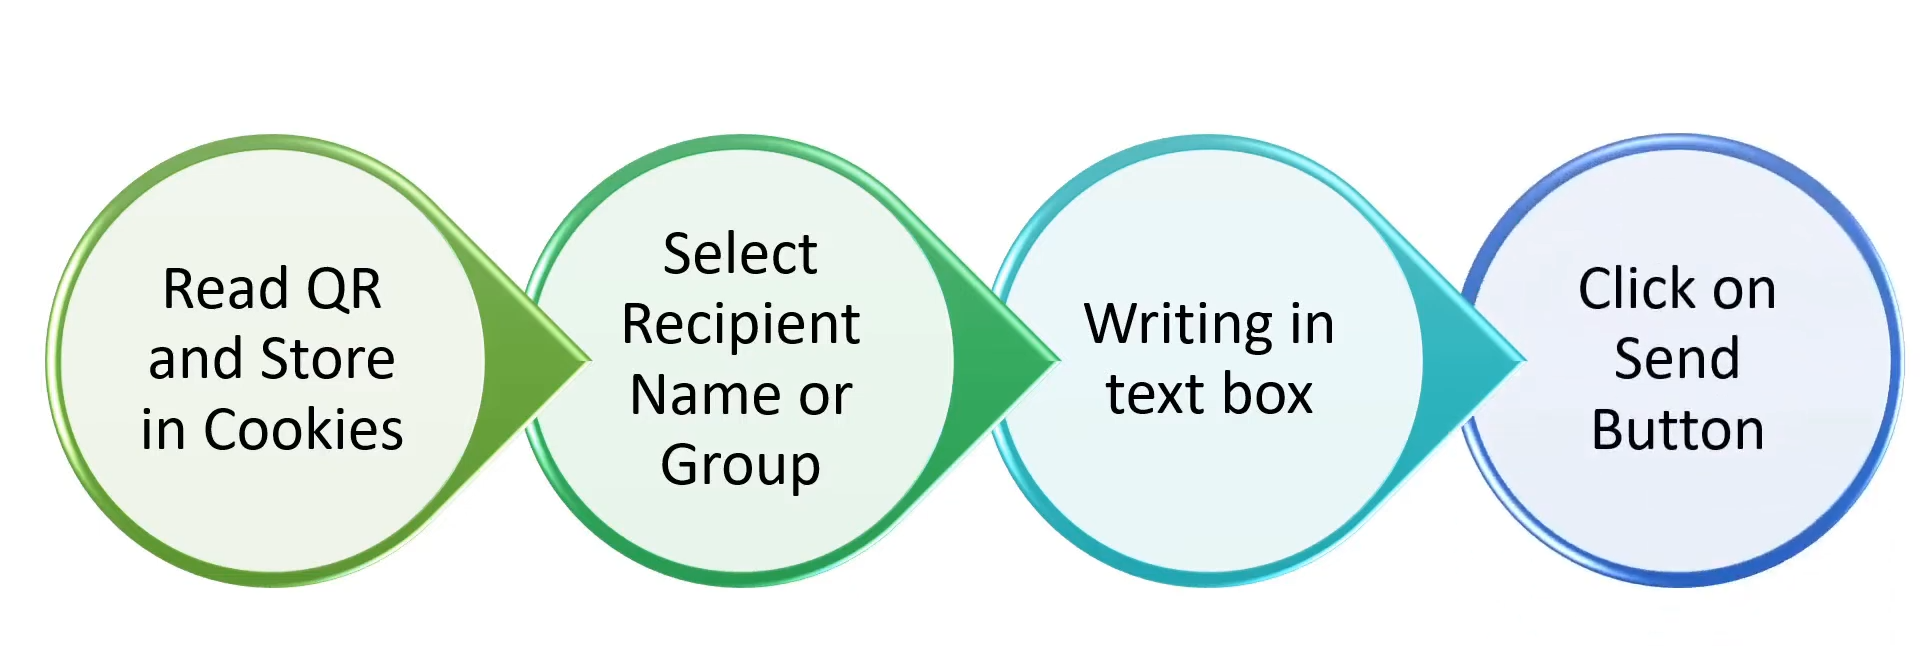 Read QR
and Store
in Cookies
Select
Recipient
Name or
Group
Writing in
text box
Click on
Send
Button